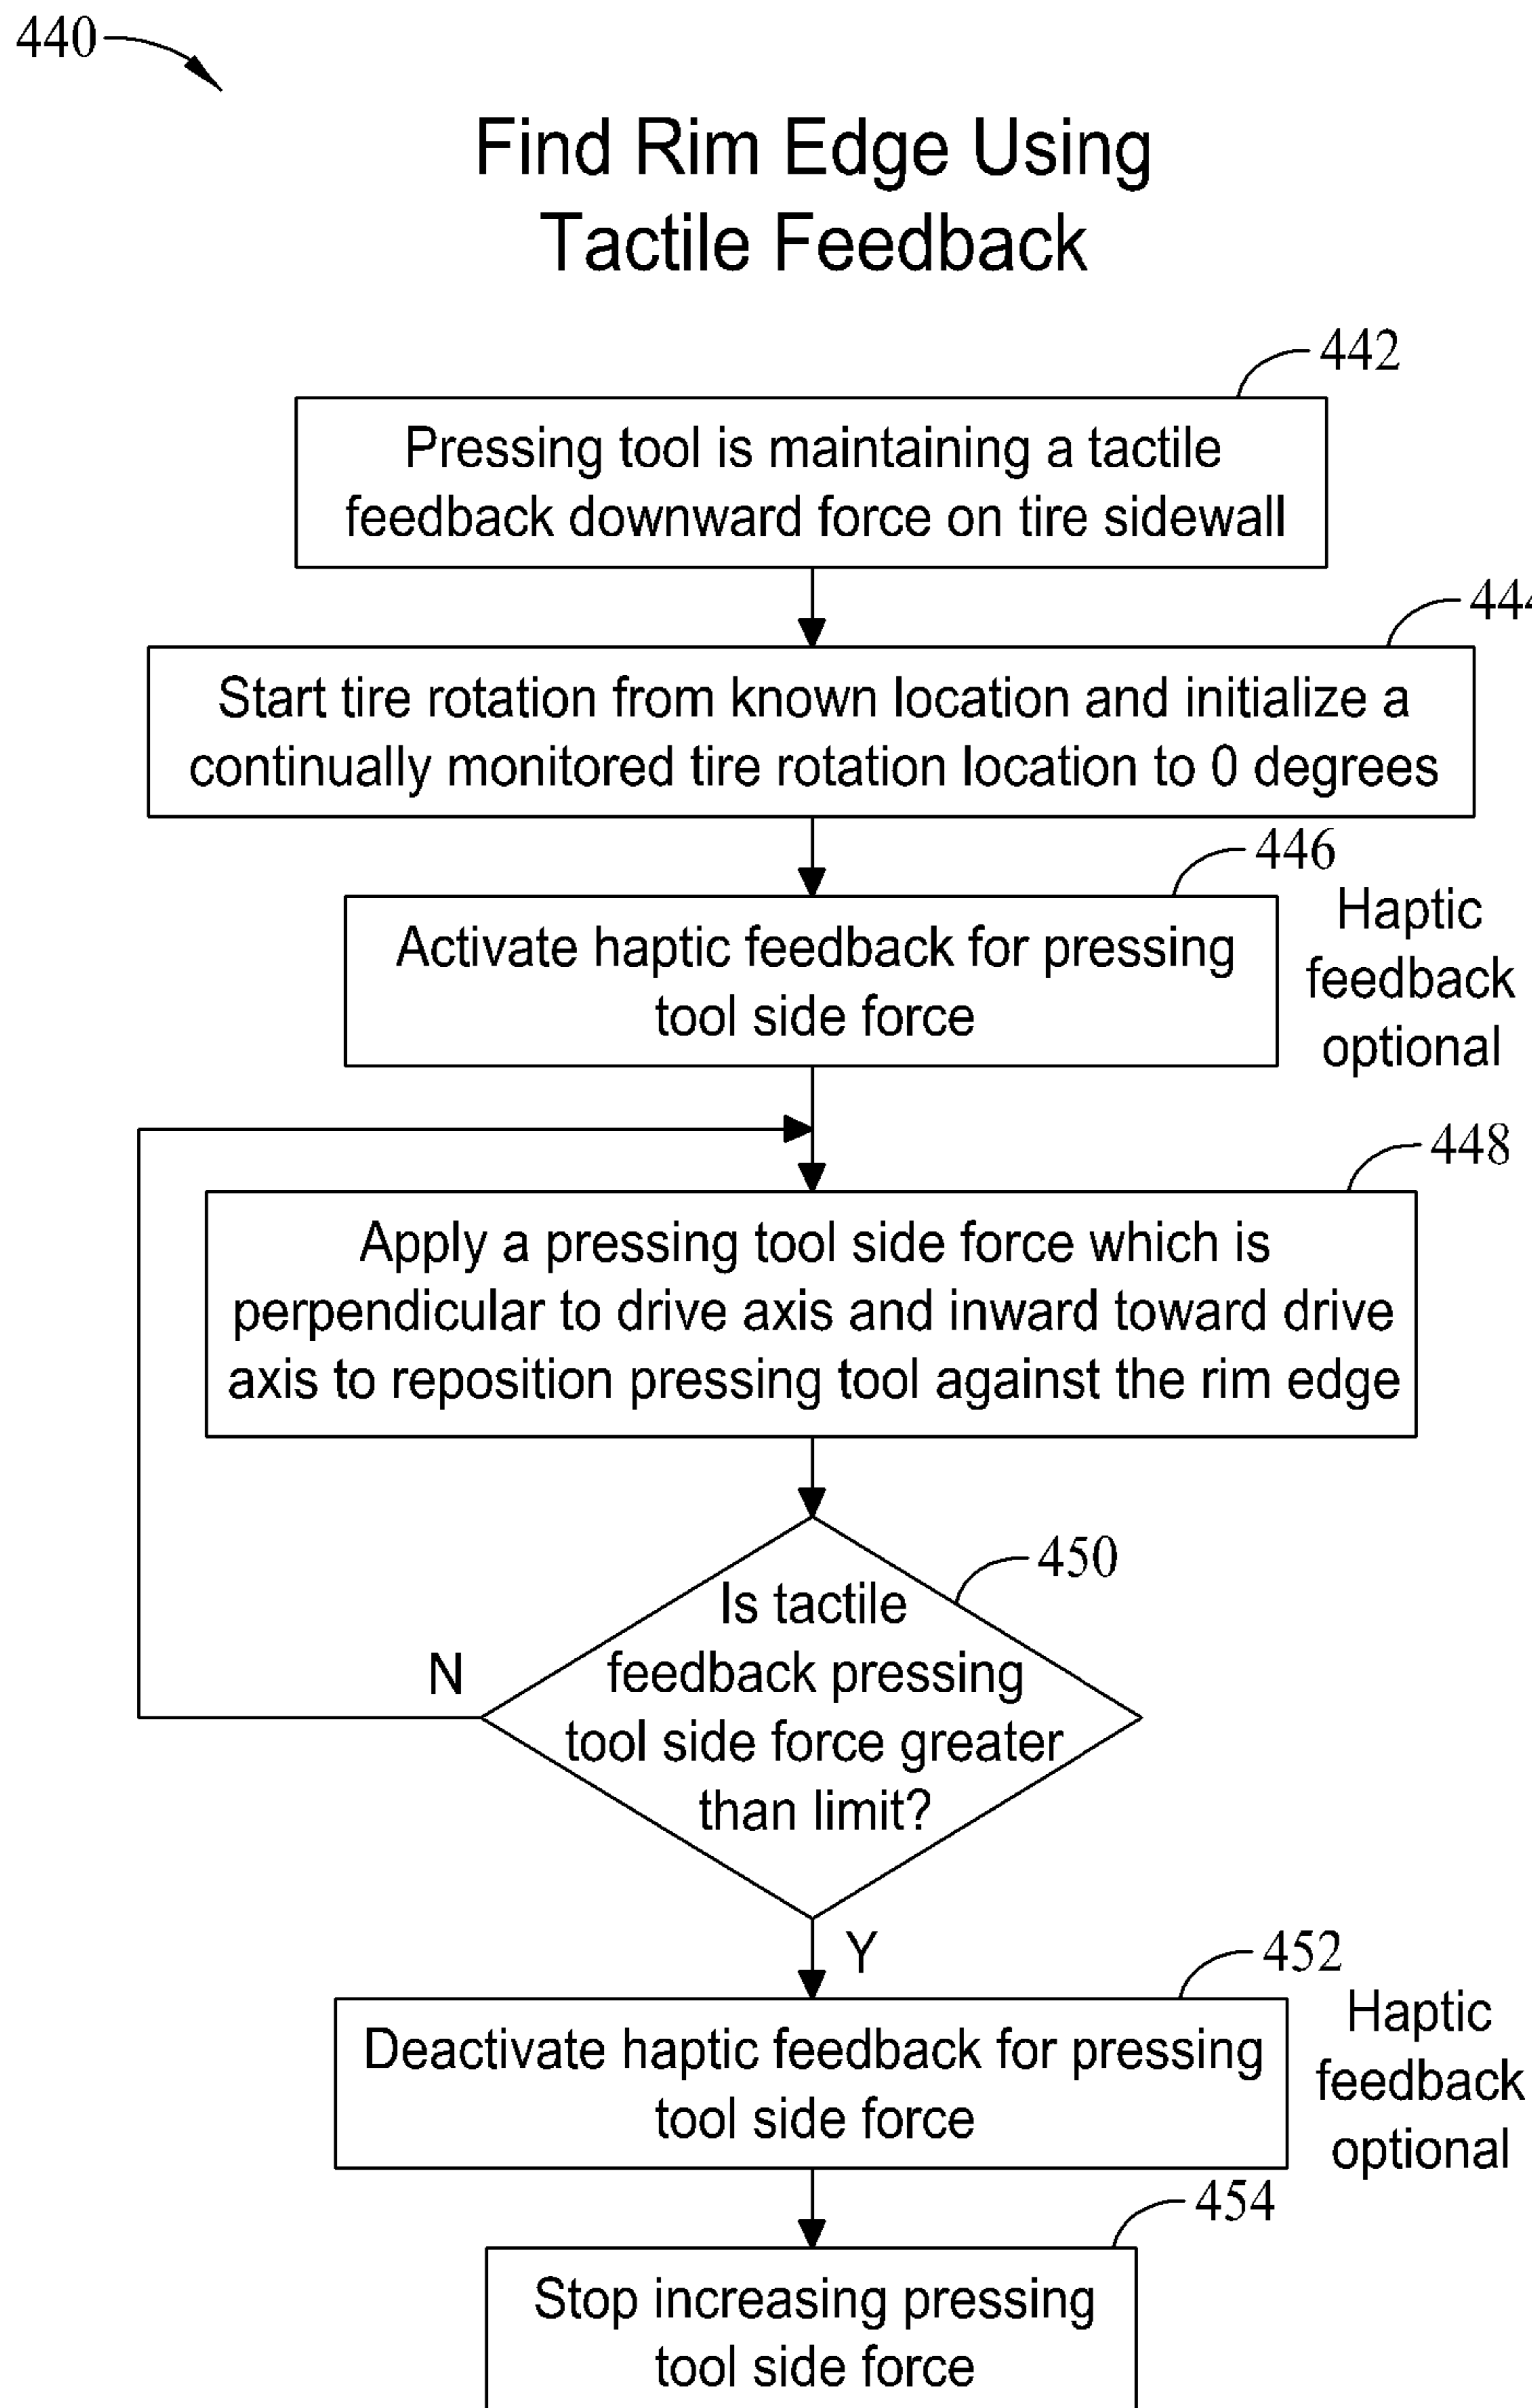 440
Find Rim Edge Using
Tactile Feedback
442
Pressing tool is maintaining a tactile
feedback downward force on tire sidewall
444
Start tire rotation from known location and initialize a
continually monitored tire rotation location to 0 degrees
446
Activate haptic feedback for pressing
tool side force
Haptic
feedback
optional
448
Apply a pressing tool side force which is
perpendicular to drive axis and inward toward drive
axis to reposition pressing tool against the rim edge
450
Is tactile
feedback pressing
tool side force greater
than limit?
N
Y
452
Deactivate haptic feedback for pressing
tool side force
Haptic
feedback
optional
454
Stop increasing pressing
tool side force